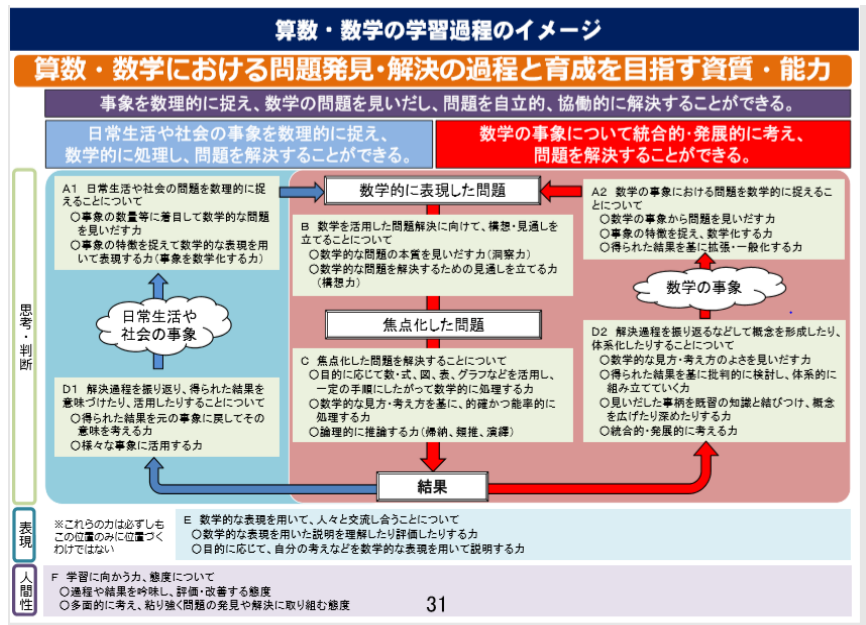 算数・数学の学習過程のイメージ
算数・数学における問題発見・解決の過程と育成を目指す資質・能力
事象を数理的に捉え、数学の問題を見いだし、問題を自立的、協働的に解決することができる。
日常生活や社会の事象を数理的に捉え、
数学的に処理し、問題を解決することができる。
数学の事象について統合的・発展的に考え、
問題を解決することができる。
思考・判断
A1 日常生活や社会の問題を数理的に捉
えることについて
○事象の数量等に着目して数学的な問題
を見いだす力
○事象の特徴を捉えて数学的な表現を用
いて表現する力（事象を数学化する力）
日常生活や
社会の事象
D1 解決過程を振り返り、得られた結果を
意味づけたり、活用したりすることについて
○得られた結果を元の事象に戻してその
意味を考える力
○様々な事象に活用する力
数学的に表現した問題
B 数学を活用した問題解決に向けて、構想・見通しを
立てることについて
○数学的な問題の本質を見いだす力（洞察力）
○数学的な問題を解決するための見通しを立てる力
（構想力）
焦点化した問題
C 焦点化した問題を解決することについて
○目的に応じて数・式、図、表、グラフなどを活用し、
一定の手順にしたがって数学的に処理する力
○数学的な見方・考え方を基に、的確かつ能率的に
処理する力
○論理的に推論する力（帰納、類推、演繹）
結果
A2 数学の事象における問題を数学的に捉えるこ
とについて
○数学の事象から問題を見いだす力
○事象の特徴を捉え、数学化する力
○得られた結果を基に拡張・一般化する力
数学の事象
D2 解決過程を振り返るなどして概念を形成したり、
体系化したりすることについて
○数学的な見方・考え方のよさを見いだす力
○得られた結果を基に批判的に検討し、体系的に
組み立てていく力
○見いだした事柄を既習の知識と結びつけ、概念
を広げたり深めたりする力
○統合的・発展的に考える力
表現
※これらの力は必ずしも
この位置のみに位置づく
わけではない
E 数学的な表現を用いて、人々と交流し合うことについて
○数学的な表現を用いた説明を理解したり評価したりする力
○目的に応じて、自分の考えなどを数学的な表現を用いて説明する力
人間性
F 学習に向かう力、態度について
○過程や結果を吟味し、評価・改善する態度
○多面的に考え、粘り強く問題の発見や解決に取り組む態度
31